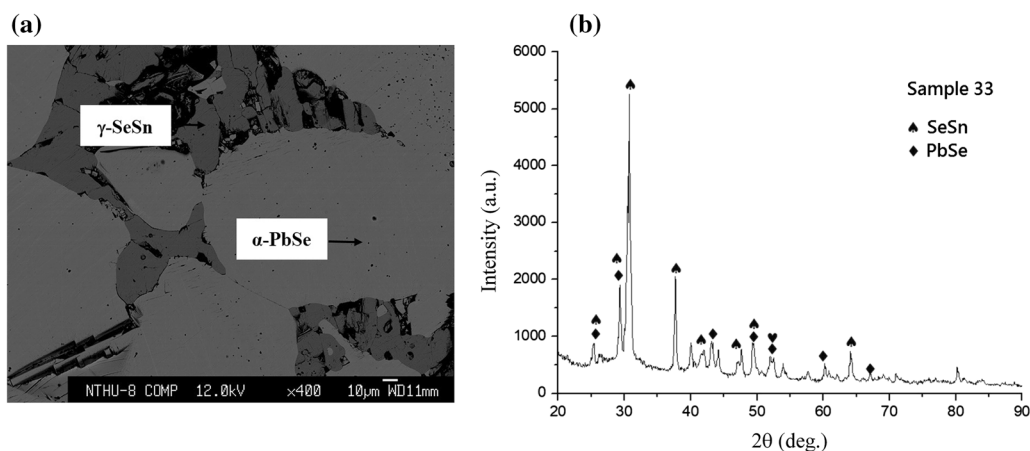 (a)
γ-SeSn
α-PbSe
NTHU-8 COMP 12.0kV ×400 10μm WD11mm
(b)
Sample 33
♠ SeSn
♦ PbSe
Intensity (a.u.)
6000
5000
4000
3000
2000
1000
0
20 30 40 50 60 70 80 90
2θ (deg.)